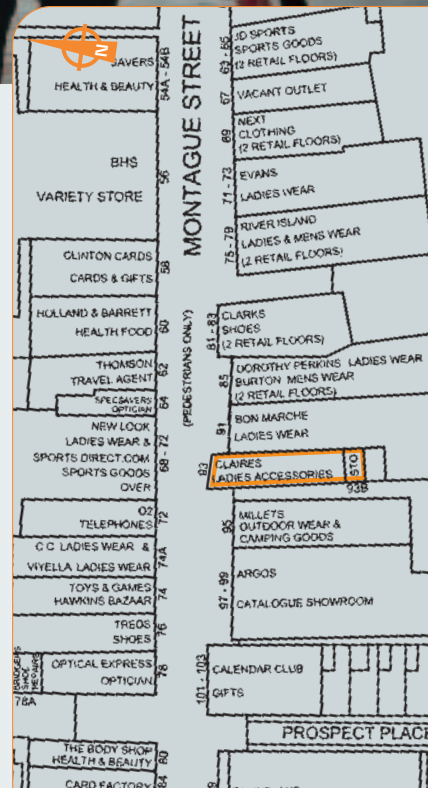 N
SAVERS
HEALTH & BEAUTY
54A - 54B
BHS
VARIETY STORE
56
CLINTON CARDS
CARDS & GIFTS
58
HOLLAND & BARRETT
HEALTH FOOD
60
THOMSON
TRAVEL AGENT
62
SPECSAVERS
OPTICIAN
64
NEW LOOK
LADIES WEAR &
SPORTS DIRECT.COM
SPORTS GOODS
OVER
68 - 72
O2
TELEPHONES
72
C C LADIES WEAR &
VIYELLA LADIES WEAR
74A
TOYS & GAMES
HAWKINS BAZAAR
74
TREDS
SHOES
76
OPTICAL EXPRESS
OPTICIAN
78
SHOE
REPAIRS
78A
THE BODY SHOP
HEALTH & BEAUTY
80
CARD FACTORY
84
MONTAGUE STREET
(PEDESTRIANS ONLY)
JD SPORTS
SPORTS GOODS
(2 RETAIL FLOORS)
63 - 65
VACANT OUTLET
67
NEXT
CLOTHING
(2 RETAIL FLOORS)
69
EVANS
LADIES WEAR
71 - 73
RIVER ISLAND
LADIES & MENS WEAR
(2 RETAIL FLOORS)
75 - 79
CLARKS
SHOES
(2 RETAIL FLOORS)
81 - 83
DOROTHY PERKINS LADIES WEAR
BURTON MENS WEAR
(2 RETAIL FLOORS)
85
BON MARCHE
LADIES WEAR
91
CLAIRES
LADIES ACCESSORIES
93
STO
93B
MILLETS
OUTDOOR WEAR &
CAMPING GOODS
95
ARGOS
CATALOGUE SHOWROOM
97 - 99
CALENDAR CLUB
GIFTS
101 - 103
PROSPECT PLACE